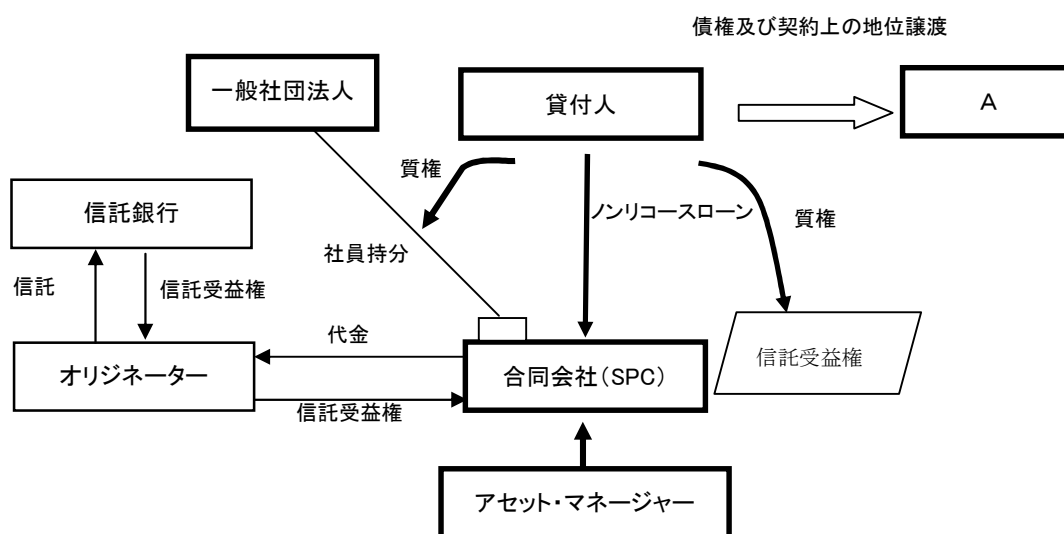 債権及び契約上の地位譲渡
一般社団法人
貸付人
A
質権
信託銀行
ノンリコースローン
質権
社員持分
信託
信託受益権
代金
信託受益権
オリジネーター
合同会社(SPC)
信託受益権
アセット・マネージャー